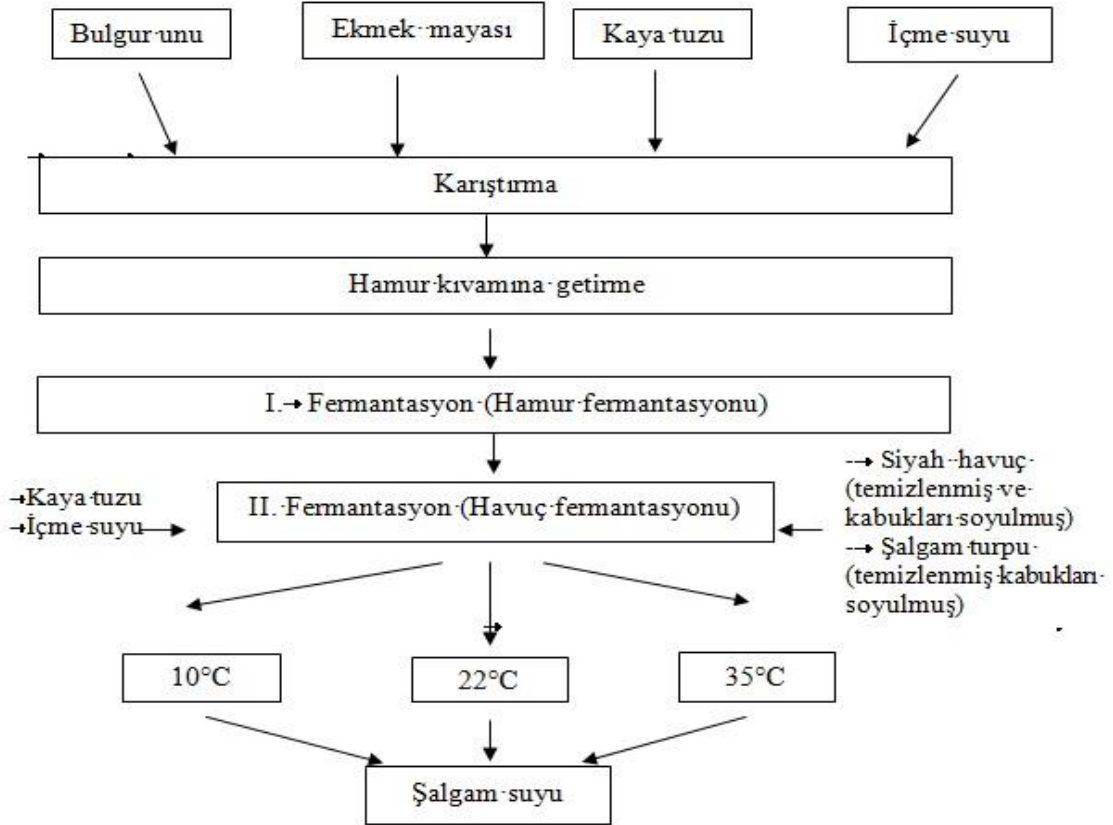 Bulgur unu
Ekmek mayası
Kaya tuzu
İçme suyu
Karıştırma
Hamur kıvamına getirme
I.→ Fermantasyon (Hamur fermantasyonu)
→Kaya tuzu
→İçme suyu
II. Fermantasyon (Havuç fermantasyonu)
→ Siyah havuç
(temizlenmiş ve
kabukları soyulmuş)
→ Şalgam turpu
(temizlenmiş kabukları
soyulmuş)
10°C
22°C
35°C
Şalgam suyu